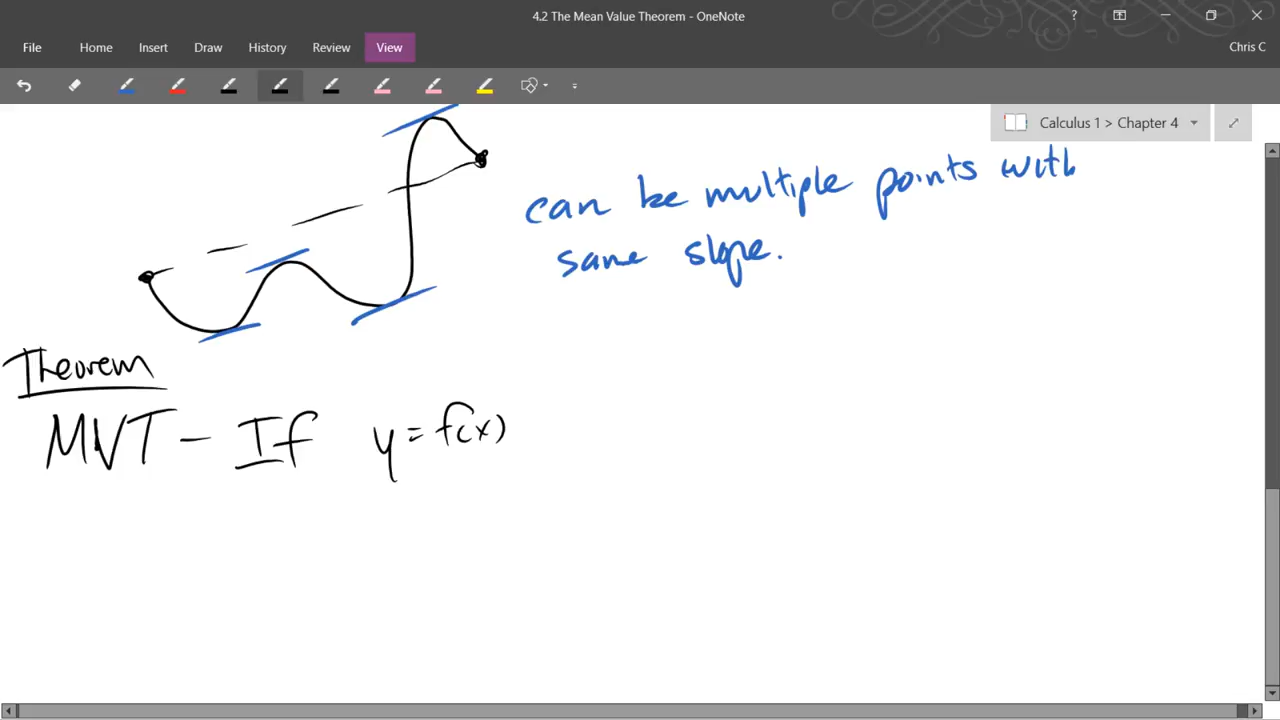 4.2 The Mean Value Theorem - OneNote
?
File Home Insert Draw History Review View
Chris C
Calculus 1 > Chapter 4
can be multiple points with
same slope.
Theorem
MVT - If y = f(x)